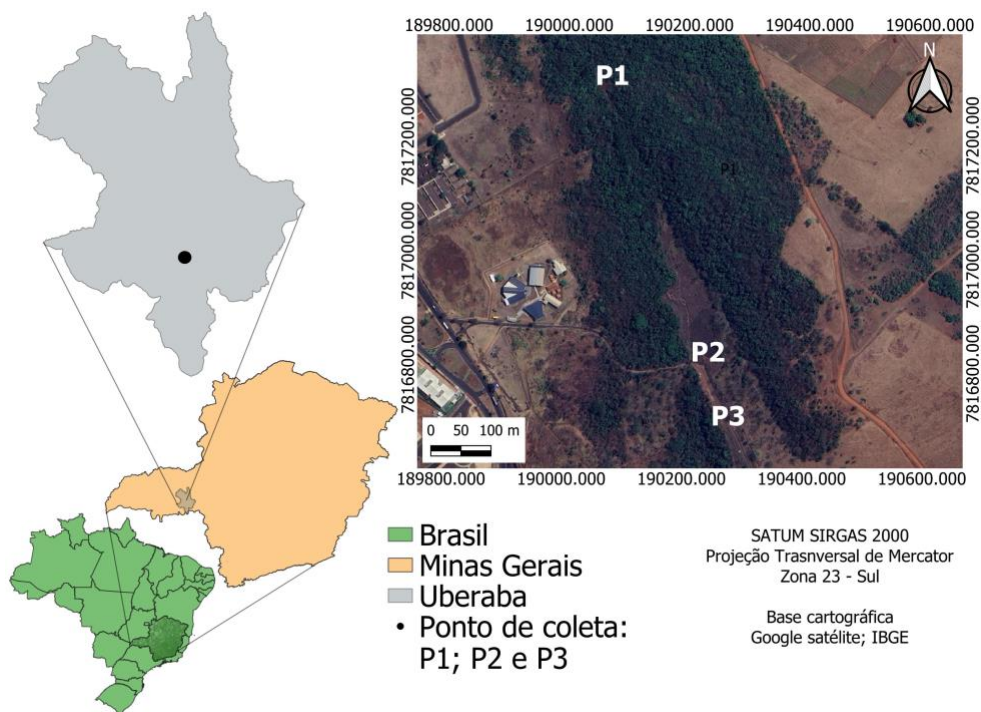 189800.000 190000.000 190200.000 190400.000 190600.000
N
P1
P1
7817200.000 7817200.000
7817000.000 7817000.000
P2
7816800.000 7816800.000
P3
0 50 100 m
189800.000 190000.000 190200.000 190400.000 190600.000
Brasil
Minas Gerais
Uberaba
Ponto de coleta:
P1; P2 e P3
SATUM SIRGAS 2000
Projeção Trasnversal de Mercator
Zona 23 - Sul
Base cartográfica
Google satélite; IBGE